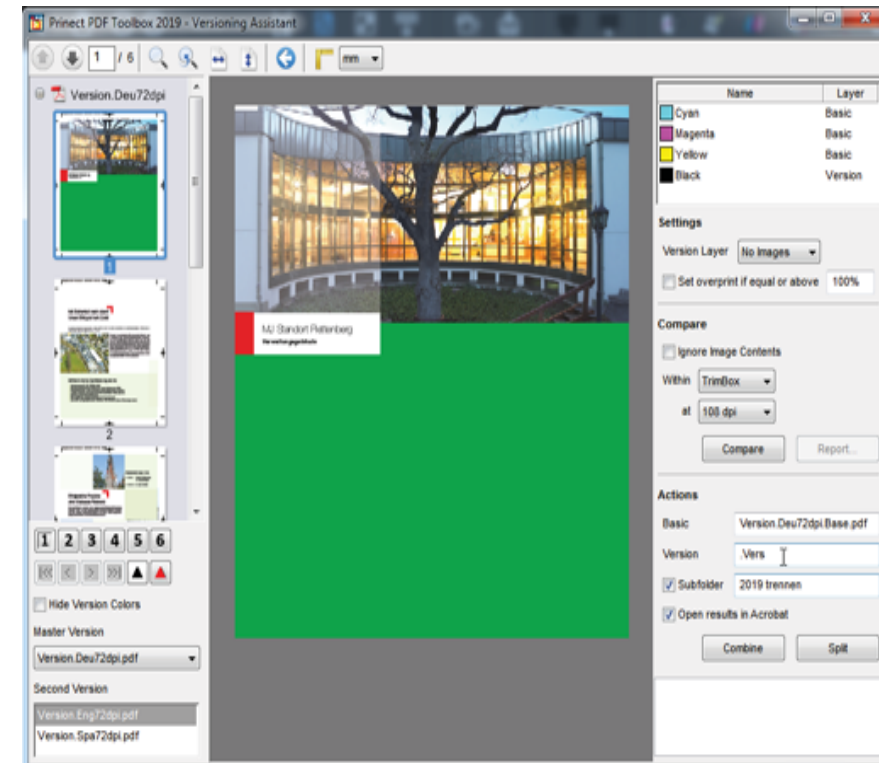 Prinect PDF Toolbox 2019 - Versioning Assistant
1 / 6
mm
Version.Deu72dpi
1
2
1 2 3 4 5 6
Hide Version Colors
Master Version
Version.Deu72dpi.pdf
Second Version
Version.Eng72dpi.pdf
Version.Spa72dpi.pdf
MJ Standort Plettenberg
Name Layer
Cyan Basic
Magenta Basic
Yellow Basic
Black Version
Settings
Version Layer No Images
Set overprint if equal or above 100%
Compare
Ignore Image Contents
Within TrimBox
at 108 dpi
Compare Report...
Actions
Basic Version.Deu72dpi.Base.pdf
Version .Vers
Subfolder 2019 trennen
Open results in Acrobat
Combine Split